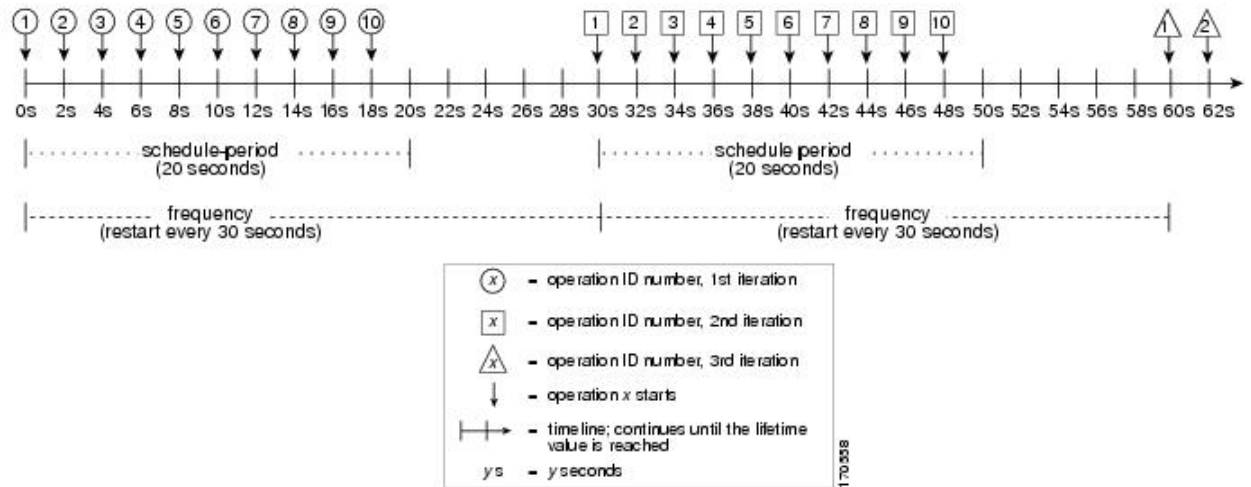 1 2 3 4 5 6 7 8 9 10 1 2 3 4 5 6 7 8 9 10 1 2
0s 2s 4s 6s 8s 10s 12s 14s 16s 18s 20s 22s 24s 26s 28s 30s 32s 34s 36s 38s 40s 42s 44s 46s 48s 50s 52s 54s 56s 58s 60s 62s
schedule-period
(20 seconds)
schedule period
(20 seconds)
frequency
(restart every 30 seconds)
frequency
(restart every 30 seconds)
x = operation ID number, 1st iteration
x = operation ID number, 2nd iteration
x = operation ID number, 3rd iteration
= operation x starts
= timeline; continues until the lifetime
value is reached
y s = y seconds
170558